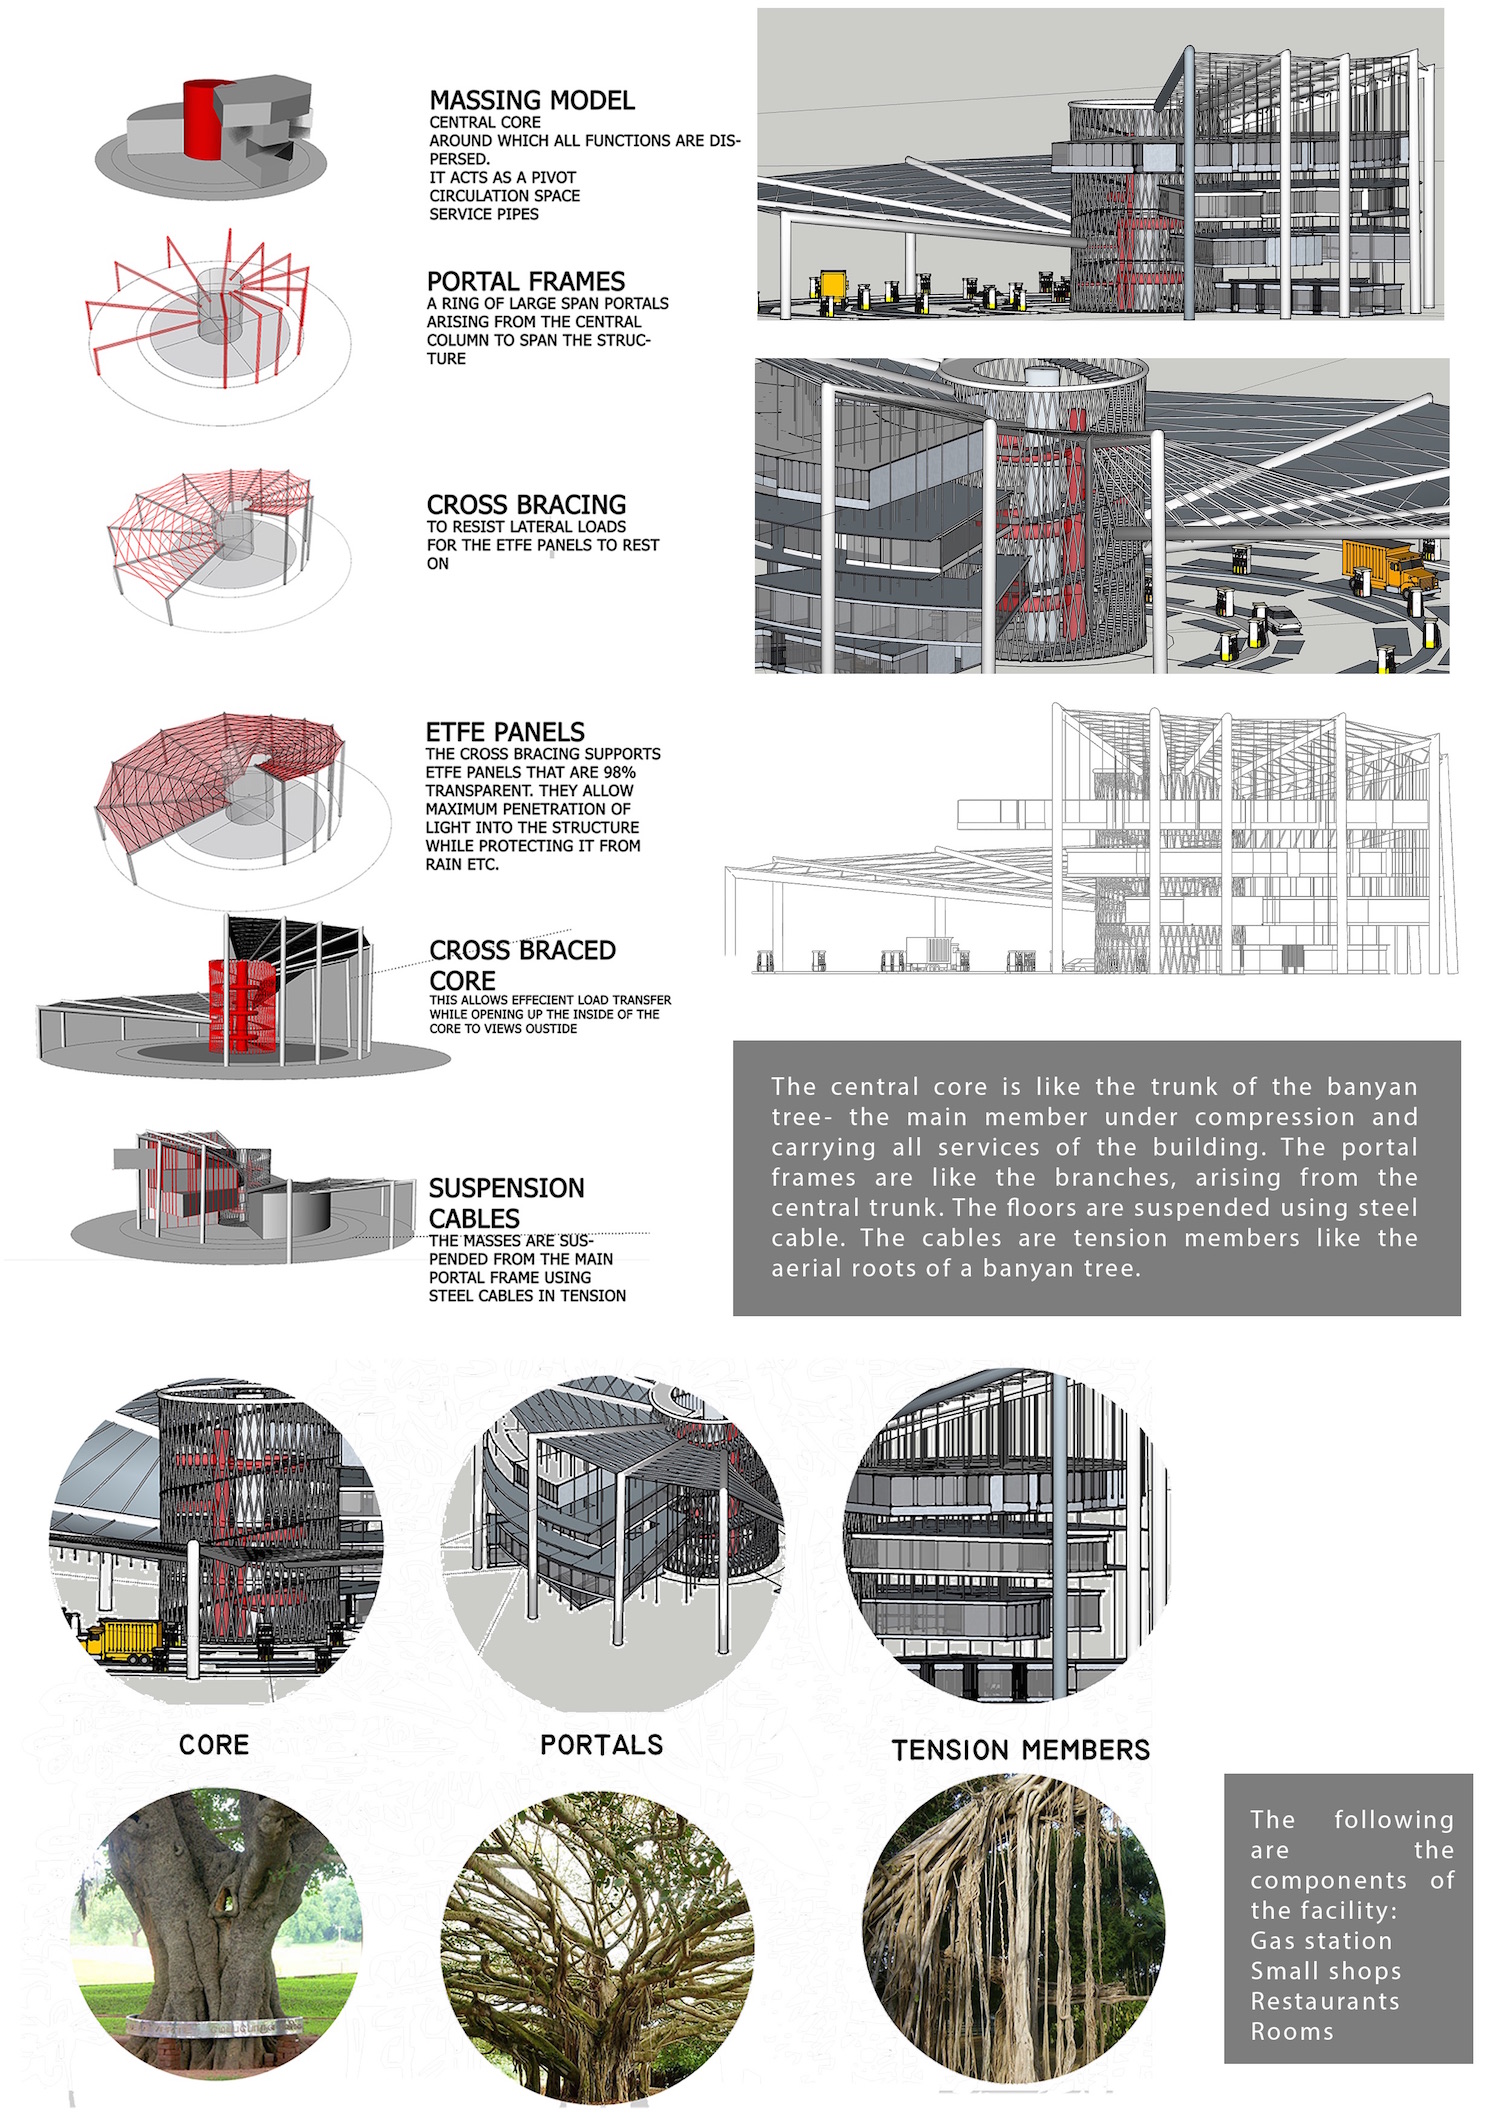 MASSING MODEL
CENTRAL CORE
AROUND WHICH ALL FUNCTIONS ARE DIS-
PERSED.
IT ACTS AS A PIVOT
CIRCULATION SPACE
SERVICE PIPES
PORTAL FRAMES
A RING OF LARGE SPAN PORTALS
ARISING FROM THE CENTRAL
COLUMN TO SPAN THE STRUC-
TURE
CROSS BRACING
TO RESIST LATERAL LOADS
FOR THE ETFE PANELS TO REST
ON
ETFE PANELS
THE CROSS BRACING SUPPORTS
ETFE PANELS THAT ARE 98%
TRANSPARENT. THEY ALLOW
MAXIMUM PENETRATION OF
LIGHT INTO THE STRUCTURE
WHILE PROTECTING IT FROM
RAIN ETC.
CROSS BRACED
CORE
THIS ALLOWS EFFECIENT LOAD TRANSFER
WHILE OPENING UP THE INSIDE OF THE
CORE TO VIEWS OUSTIDE
SUSPENSION
CABLES
THE MASSES ARE SUS-
PENDED FROM THE MAIN
PORTAL FRAME USING
STEEL CABLES IN TENSION
The central core is like the trunk of the banyan
tree- the main member under compression and
carrying all services of the building. The portal
frames are like the branches, arising from the
central trunk. The floors are suspended using steel
cable. The cables are tension members like the
aerial roots of a banyan tree.
CORE
PORTALS
TENSION MEMBERS
The following
are the
components of
the facility:
Gas station
Small shops
Restaurants
Rooms